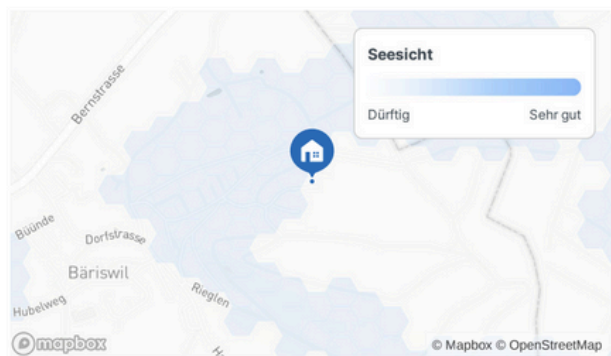 Seesicht
Dürftig Sehr gut
Bernstrasse
Büünde
Dorfstrasse
Bäriswil
Rieglen
Hubelweg
mapbox
© Mapbox © OpenStreetMap